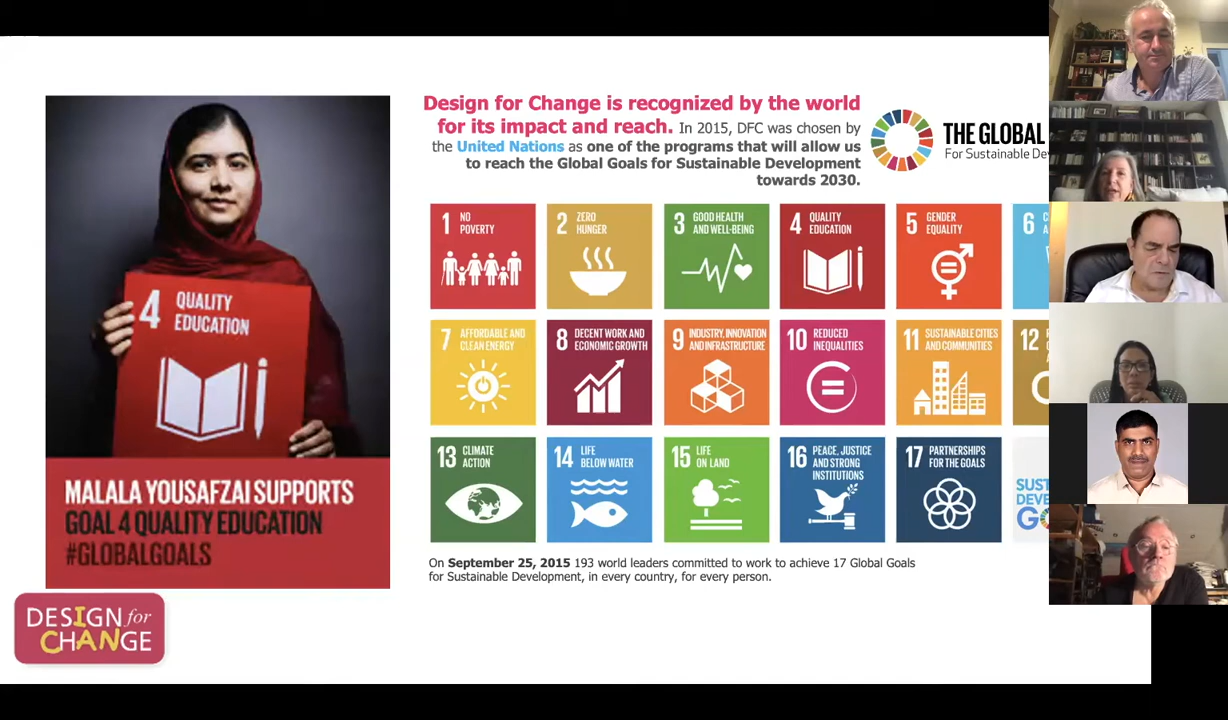 Design for Change is recognized by the world
for its impact and reach. In 2015, DFC was chosen by
the United Nations as one of the programs that will allow us
to reach the Global Goals for Sustainable Development
towards 2030.
THE GLOBAL
For Sustainable De
4 QUALITY
EDUCATION
MALALA YOUSAFZAI SUPPORTS
GOAL 4 QUALITY EDUCATION
#GLOBALGOALS
1 NO
POVERTY
2 ZERO
HUNGER
3 GOOD HEALTH
AND WELL-BEING
4 QUALITY
EDUCATION
5 GENDER
EQUALITY
6
7 AFFORDABLE AND
CLEAN ENERGY
8 DECENT WORK AND
ECONOMIC GROWTH
9 INDUSTRY, INNOVATION
AND INFRASTRUCTURE
10 REDUCED
INEQUALITIES
11 SUSTAINABLE CITIES
AND COMMUNITIES
12
13 CLIMATE
ACTION
14 LIFE
BELOW WATER
15 LIFE
ON LAND
16 PEACE, JUSTICE
AND STRONG
INSTITUTIONS
17 PARTNERSHIPS
FOR THE GOALS
SUST
DEVE
GO
On September 25, 2015 193 world leaders committed to work to achieve 17 Global Goals
for Sustainable Development, in every country, for every person.
DESIGN for
CHANGE